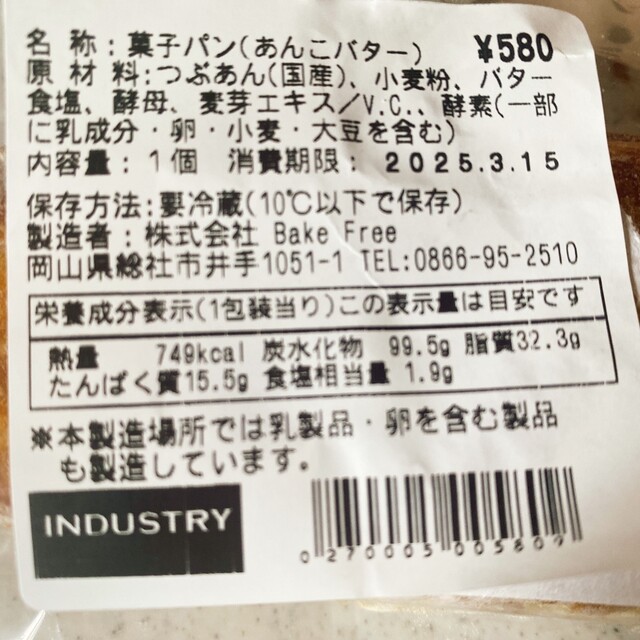 名 称:菓子パン(あんこバター) ¥580
原 材 料:つぶあん(国産)、小麦粉、バター
食塩、酵母、麦芽エキス/V.C.、酵素(一部
に乳成分・卵・小麦・大豆を含む)
内容量:1個 消費期限: 2025.3.15
保存方法:要冷蔵(10℃以下で保存)
製造者:株式会社 Bake Free
岡山県総社市井手1051-1 TEL:0866-95-2510
栄養成分表示(1包装当り)この表示量は目安です
熱量 749kcal 炭水化物 99.5g 脂質32.3g
たんぱく質15.5g 食塩相当量 1.9g
※本製造場所では乳製品・卵を含む製品
も製造しています。
INDUSTRY
0 270005 005809